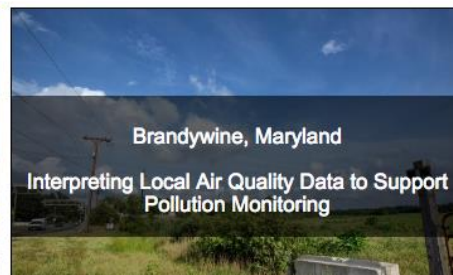 Brandywine, Maryland
Interpreting Local Air Quality Data to Support
Pollution Monitoring